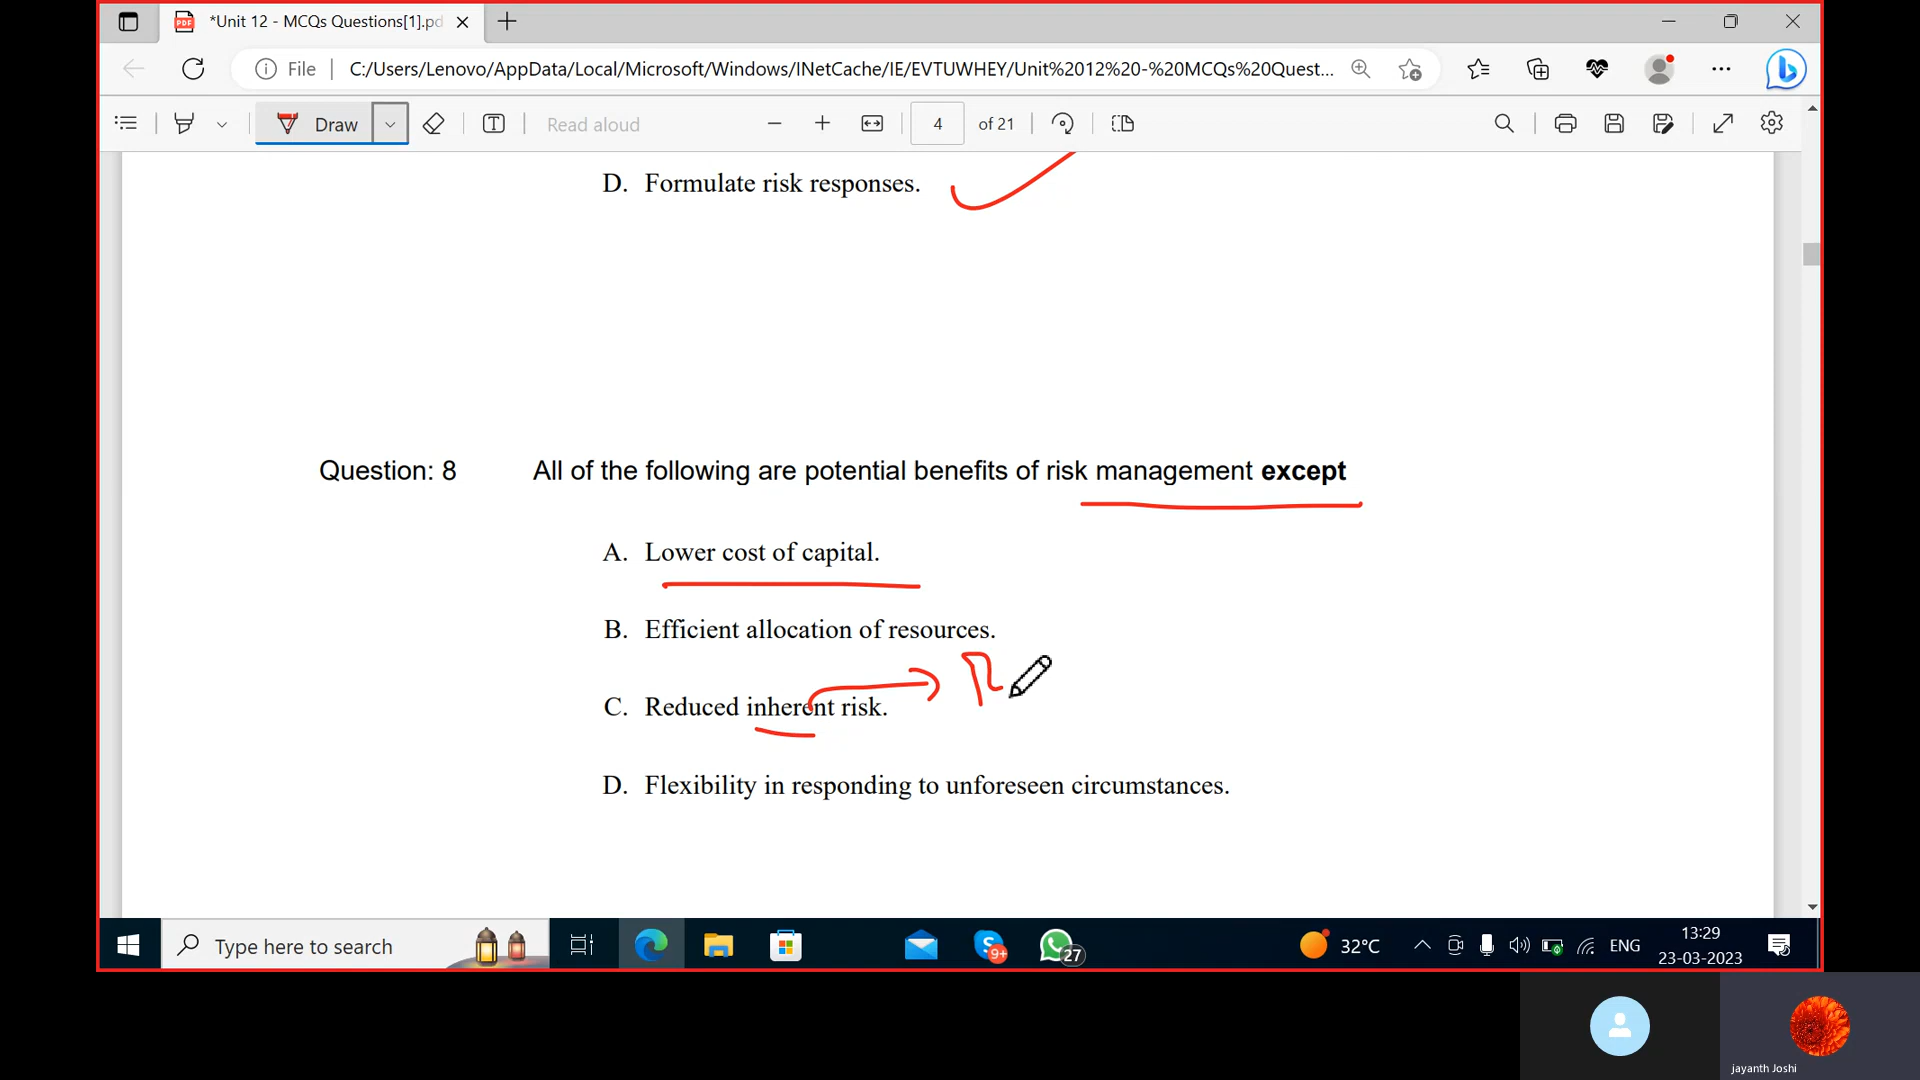 *Unit 12 - MCQs Questions[1].pd
File
C:/Users/Lenovo/AppData/Local/Microsoft/Windows/INetCache/IE/EVTUWHEY/Unit%2012%20-%20MCQs%20Quest...
Draw
Read aloud
4
of 21
D. Formulate risk responses.
Question: 8 All of the following are potential benefits of risk management except
A. Lower cost of capital.
B. Efficient allocation of resources.
C. Reduced inherent risk.
D. Flexibility in responding to unforeseen circumstances.
Type here to search
9+
27
32°C
ENG
13:29
23-03-2023
jayanth Joshi